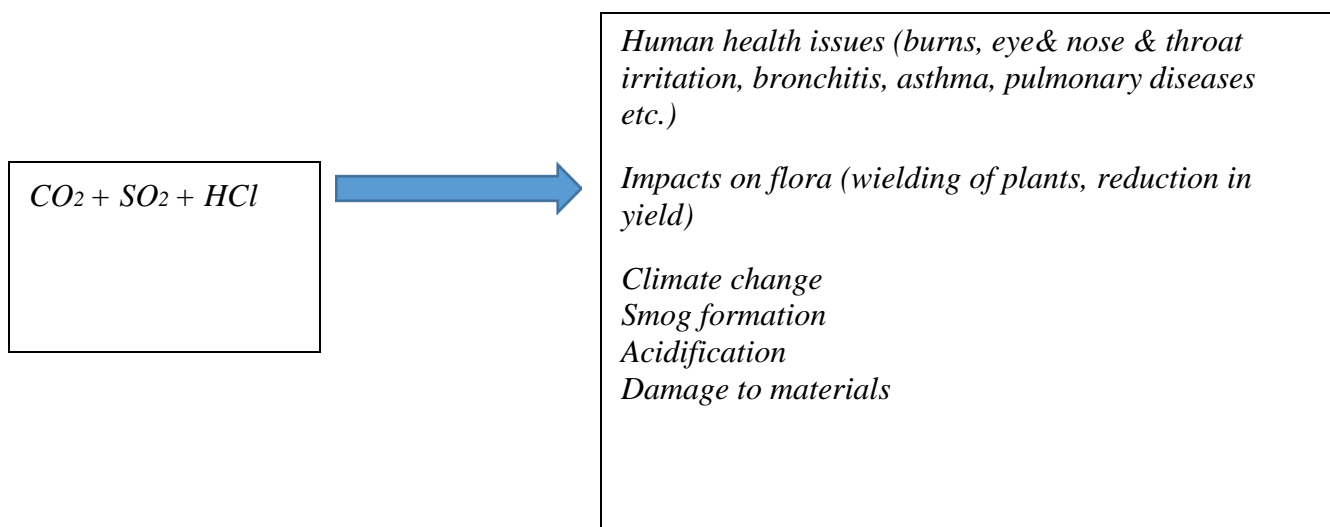 CO2 + SO2 + HCl
Human health issues (burns, eye& nose & throat
irritation, bronchitis, asthma, pulmonary diseases
etc.)
Impacts on flora (wielding of plants, reduction in
yield)
Climate change
Smog formation
Acidification
Damage to materials